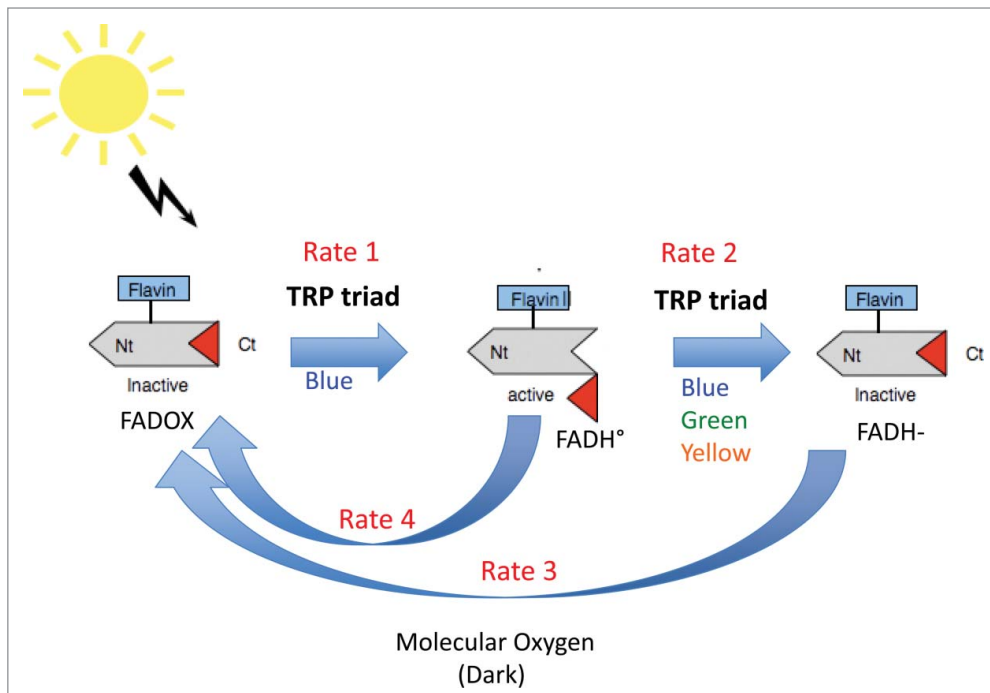 Rate 1
Rate 2
TRP triad
TRP triad
Flavin
Flavin II
Flavin
Nt
Ct
Nt
Nt
Ct
Blue
Blue
Inactive
active
Inactive
FADOX
FADH°
FADH-
Green
Yellow
Rate 4
Rate 3
Molecular Oxygen
(Dark)